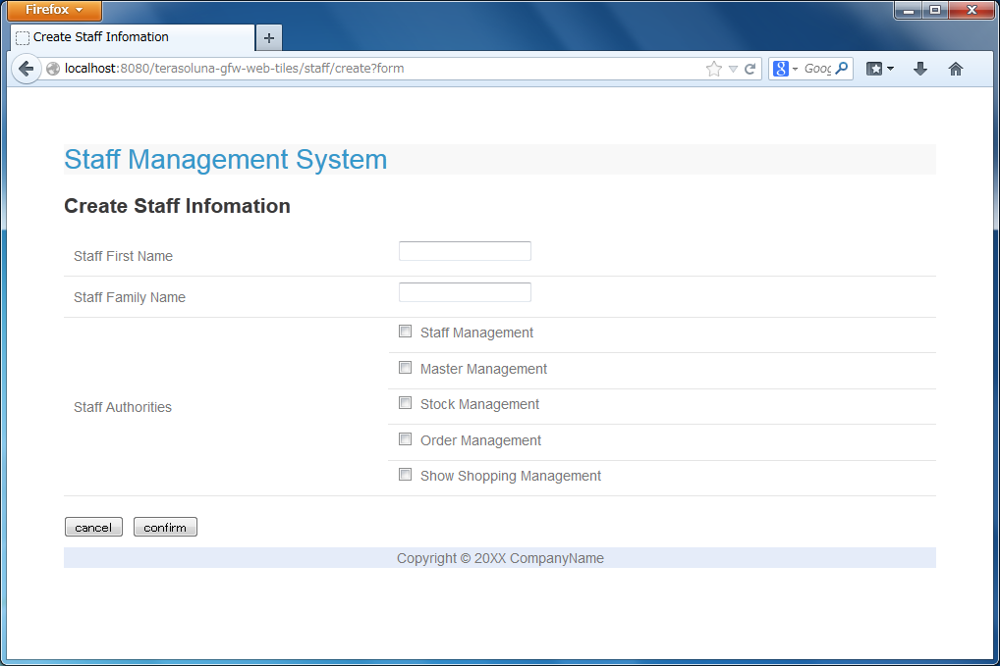 Firefox
Create Staff Infomation
localhost:8080/terasoluna-gfw-web-tiles/staff/create?form
8
Goog
Staff Management System
Create Staff Infomation
Staff First Name
Staff Family Name
Staff Management
Master Management
Staff Authorities
Stock Management
Order Management
Show Shopping Management
cancel confirm
Copyright © 20XX CompanyName